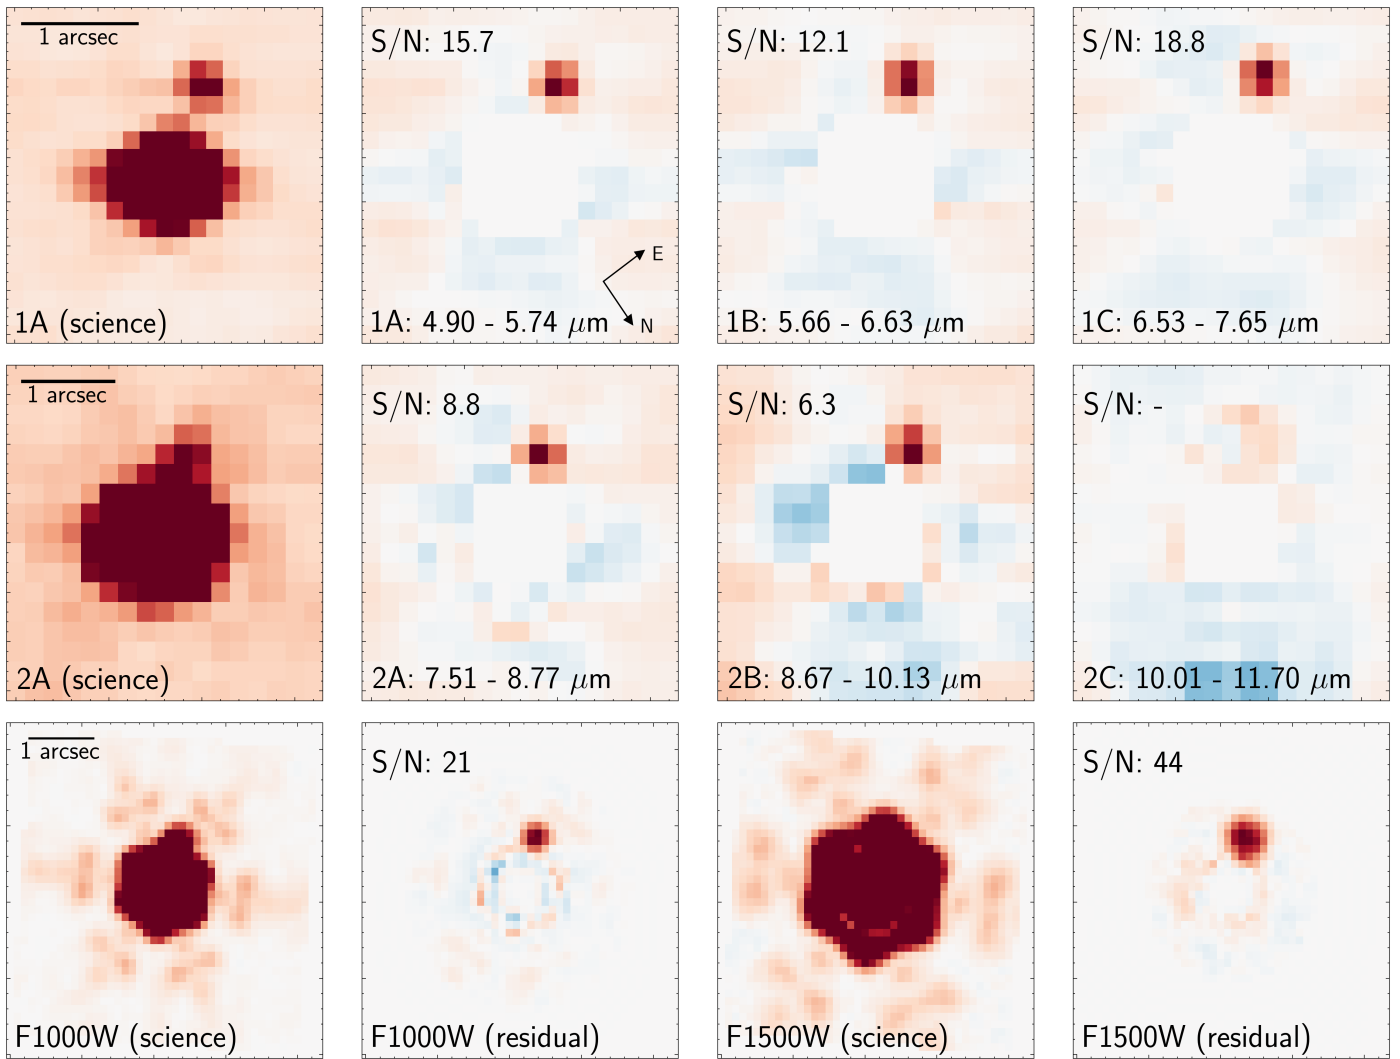 1 arcsec
1A (science)
S/N: 15.7
E
N
1A: 4.90 - 5.74 μm
S/N: 12.1
1B: 5.66 - 6.63 μm
S/N: 18.8
1C: 6.53 - 7.65 μm
1 arcsec
2A (science)
S/N: 8.8
2A: 7.51 - 8.77 μm
S/N: 6.3
2B: 8.67 - 10.13 μm
S/N: -
2C: 10.01 - 11.70 μm
1 arcsec
F1000W (science)
S/N: 21
F1000W (residual)
F1500W (science)
S/N: 44
F1500W (residual)